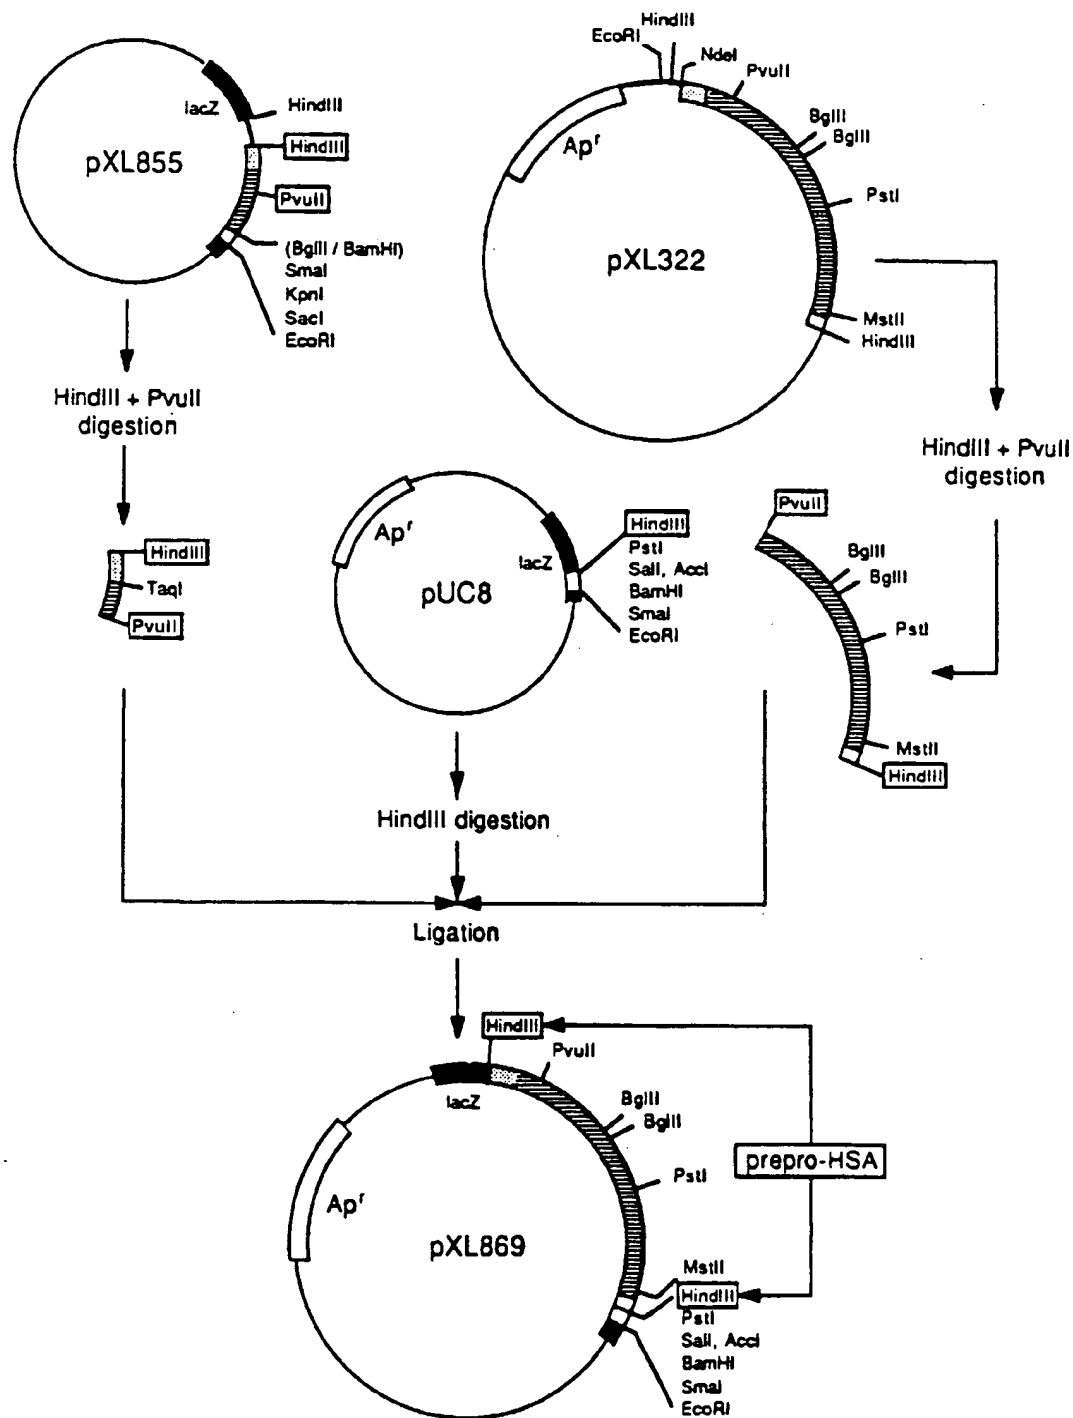 HindIII
EcoRI
NdeI
PvuII
BglII
BglII
PstI
MstII
HindIII
Apʳ
pXL322
lacZ
HindIII
HindIII
PvuII
(BglII / BamHI)
SmaI
KpnI
SacI
EcoRI
pXL855
HindIII + PvuII
digestion
HindIII + PvuII
digestion
HindIII
TaqI
PvuII
Apʳ
lacZ
pUC8
HindIII
PstI
SalI, AccI
BamHI
SmaI
EcoRI
PvuII
BglII
BglII
PstI
MstII
HindIII
HindIII digestion
Ligation
HindIII
PvuII
lacZ
BglII
BglII
PstI
prepro-HSA
Apʳ
pXL869
MstII
HindIII
PstI
SalI, AccI
BamHI
SmaI
EcoRI